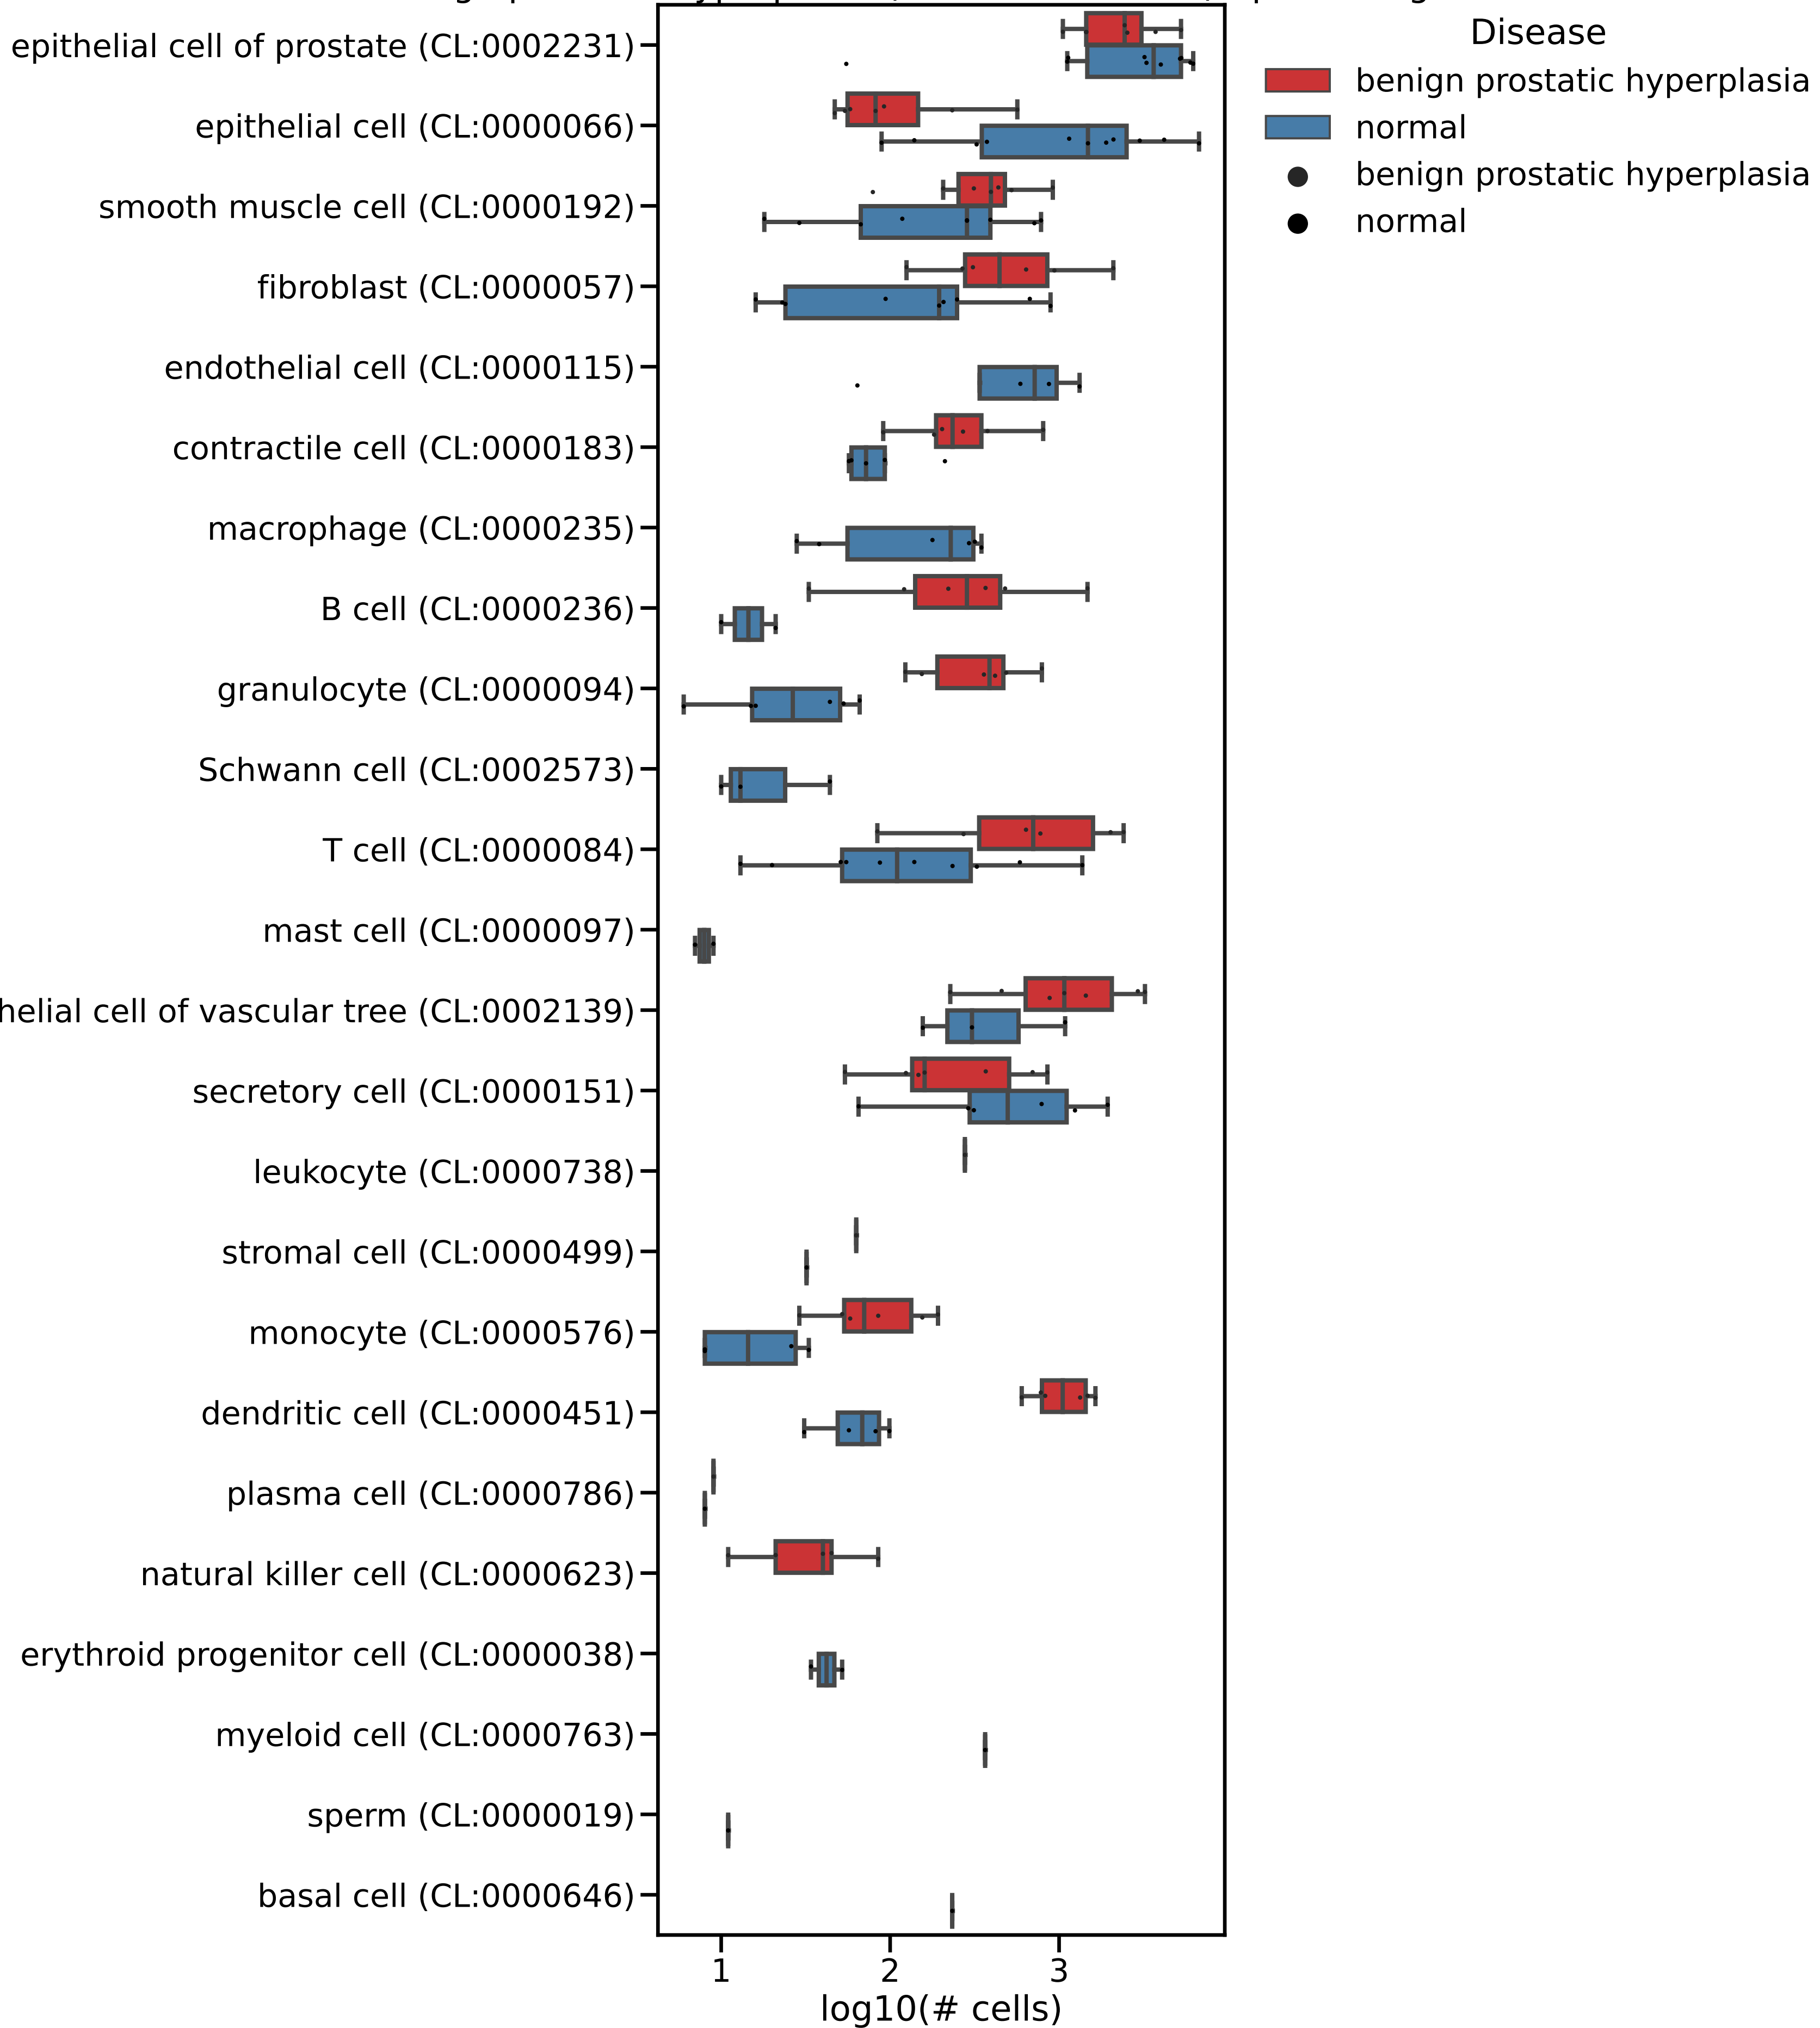 epithelial cell of prostate (CL:0002231)
epithelial cell (CL:0000066)
smooth muscle cell (CL:0000192)
fibroblast (CL:0000057)
endothelial cell (CL:0000115)
contractile cell (CL:0000183)
macrophage (CL:0000235)
B cell (CL:0000236)
granulocyte (CL:0000094)
Schwann cell (CL:0002573)
T cell (CL:0000084)
mast cell (CL:0000097)
helial cell of vascular tree (CL:0002139)
secretory cell (CL:0000151)
leukocyte (CL:0000738)
stromal cell (CL:0000499)
monocyte (CL:0000576)
dendritic cell (CL:0000451)
plasma cell (CL:0000786)
natural killer cell (CL:0000623)
erythroid progenitor cell (CL:0000038)
myeloid cell (CL:0000763)
sperm (CL:0000019)
basal cell (CL:0000646)
1 2 3
log10(# cells)
Disease
benign prostatic hyperplasia
normal
benign prostatic hyperplasia
normal